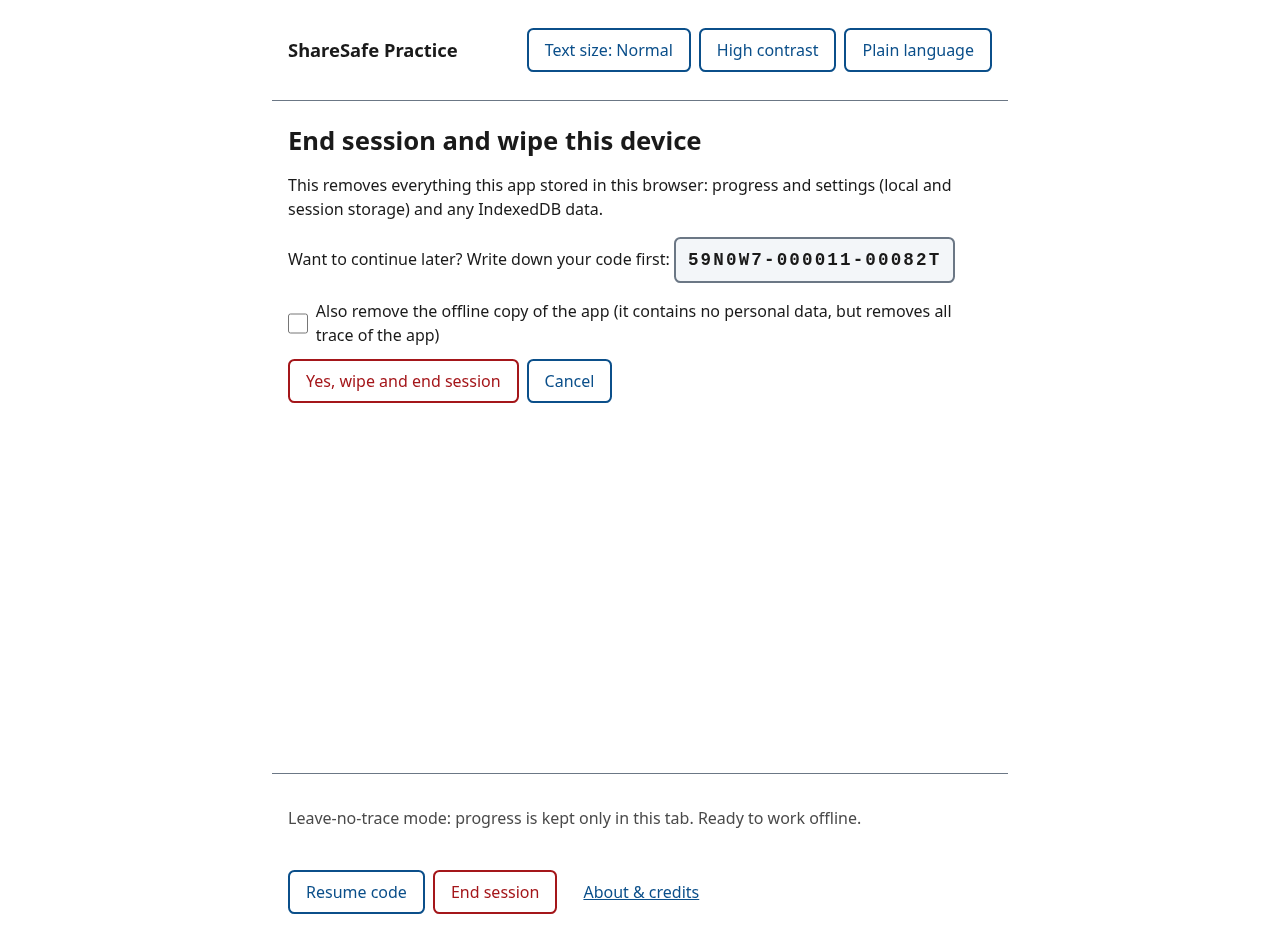 ShareSafe Practice
Text size: Normal
High contrast
Plain language
End session and wipe this device
This removes everything this app stored in this browser: progress and settings (local and
session storage) and any IndexedDB data.
Want to continue later? Write down your code first: 59N0W7-000011-00082T
Also remove the offline copy of the app (it contains no personal data, but removes all
trace of the app)
Yes, wipe and end session
Cancel
Leave-no-trace mode: progress is kept only in this tab. Ready to work offline.
Resume code
End session
About & credits